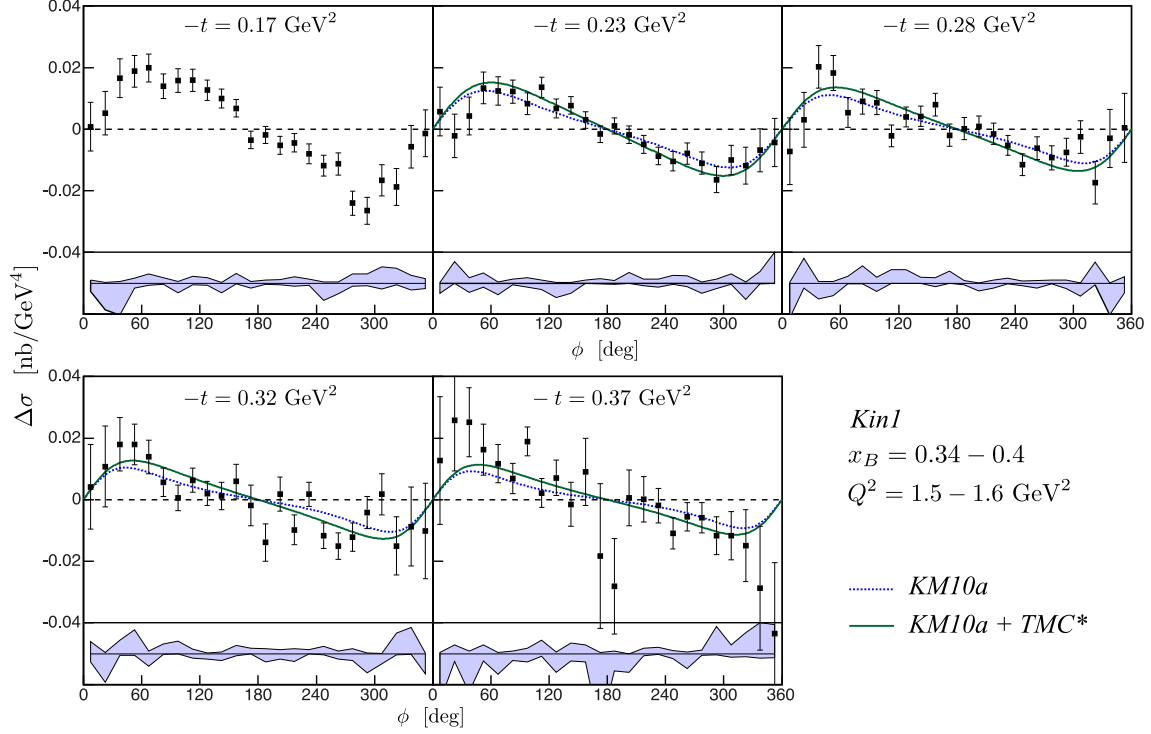 −t = 0.17 GeV²
−t = 0.23 GeV²
−t = 0.28 GeV²
0.04
0.02
0
-0.02
-0.04
0 60 120 180 240 300 0 60 120 180 240 300 0 60 120 180 240 300 360
ϕ [deg]
Δσ [nb/GeV⁴]
−t = 0.32 GeV²
− t = 0.37 GeV²
0.04
0.02
0
-0.02
-0.04
0 60 120 180 240 300 0 60 120 180 240 300 360
ϕ [deg]
Kin1
x_B = 0.34 − 0.4
Q² = 1.5 − 1.6 GeV²
KM10a
KM10a + TMC*